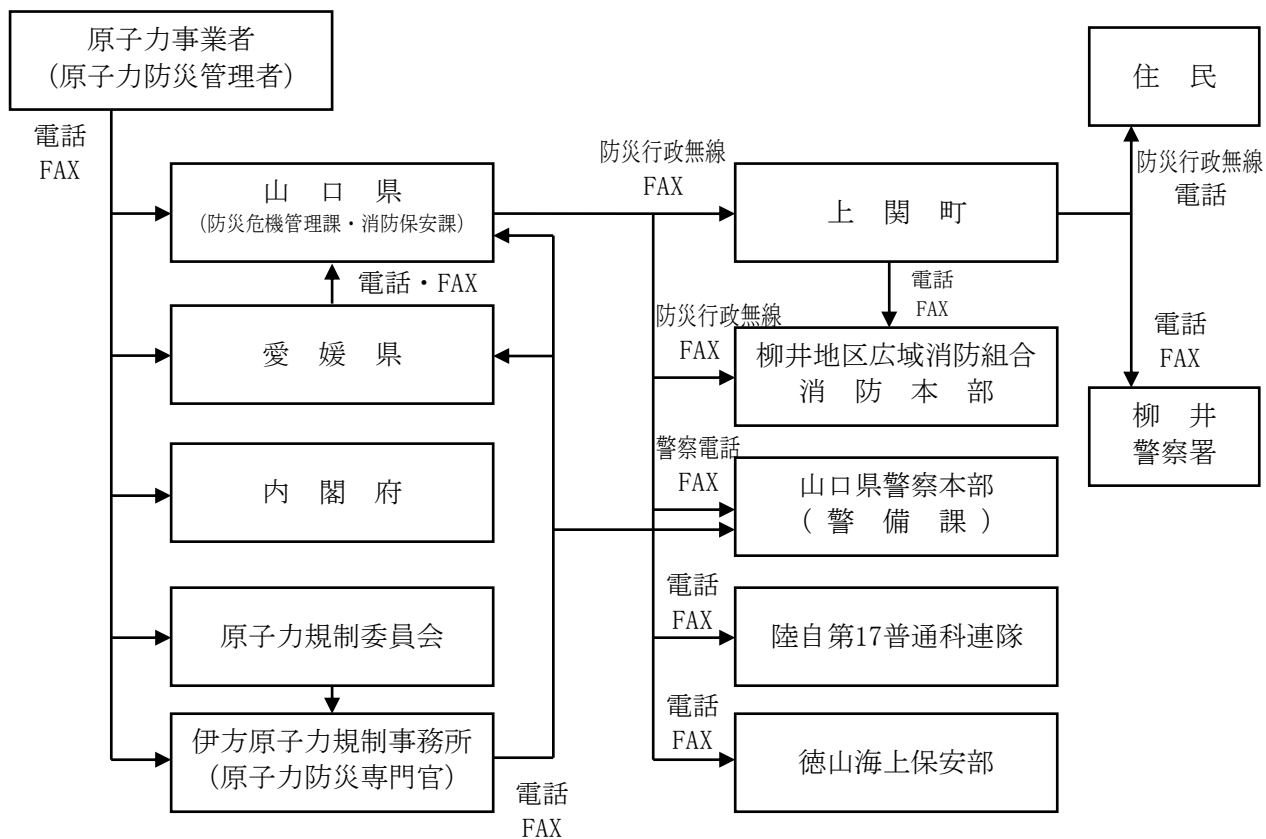 原子力事業者
(原子力防災管理者)
電話
FAX
山 口 県
(防災危機管理課・消防保安課)
電話・FAX
愛 媛 県
内 閣 府
原子力規制委員会
伊方原子力規制事務所
(原子力防災専門官)
電話
FAX
防災行政無線
FAX
上 関 町
電話
FAX
防災行政無線
FAX
柳井地区広域消防組合
消 防 本 部
警察電話
FAX
山口県警察本部
( 警 備 課 )
電話
FAX
陸自第17普通科連隊
電話
FAX
徳山海上保安部
住 民
防災行政無線
電話
電話
FAX
柳 井
警察署